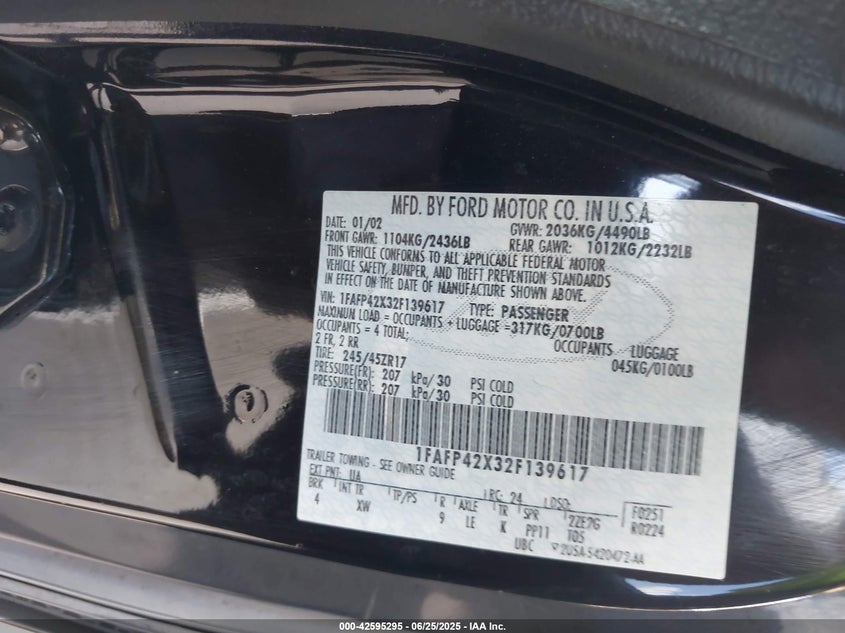 MFD. BY FORD MOTOR CO. IN U.S.A.
DATE: 01/02 GVWR: 2036KG/4490LB
FRONT GAWR: 1104KG/2436LB REAR GAWR: 1012KG/2232LB
THIS VEHICLE CONFORMS TO ALL APPLICABLE FEDERAL MOTOR
VEHICLE SAFETY, BUMPER, AND THEFT PREVENTION STANDARDS
IN EFFECT ON THE DATE OF MANUFACTURE SHOWN ABOVE.
VIN: 1FAFP42X32F139617 TYPE: PASSENGER
MAXIMUM LOAD = OCCUPANTS + LUGGAGE =317KG/0700LB
OCCUPANTS = 4 TOTAL; OCCUPANTS LUGGAGE
2 FR, 2 RR 045KG/0100LB
TIRE: 245/45ZR17
PRESSURE(FR): 207 kPa/30 PSI COLD
PRESSURE(RR): 207 kPa/30 PSI COLD
1FAFP42X32F139617
TRAILER TOWING - SEE OWNER GUIDE
EXT PNT: UA RC: 24 DSO: F0251
BRK INT TR TP/PS R AXLE TR SPR R0224
4 XW 9 LE K PP11
UBC
000-42595295 - 06/25/2025 - IAA Inc.